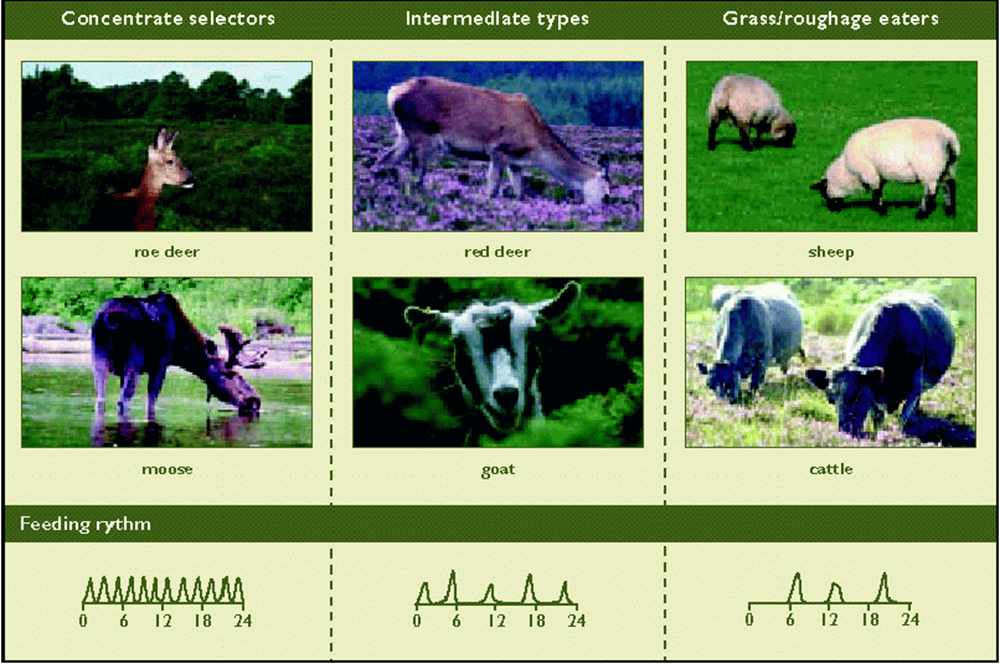 Concentrate selectors
Intermedlate types
Grass/roughage eaters
roe deer
red deer
sheep
moose
goat
cattle
Feeding rythm
0 6 12 18 24
0 6 12 18 24
0 6 12 18 24